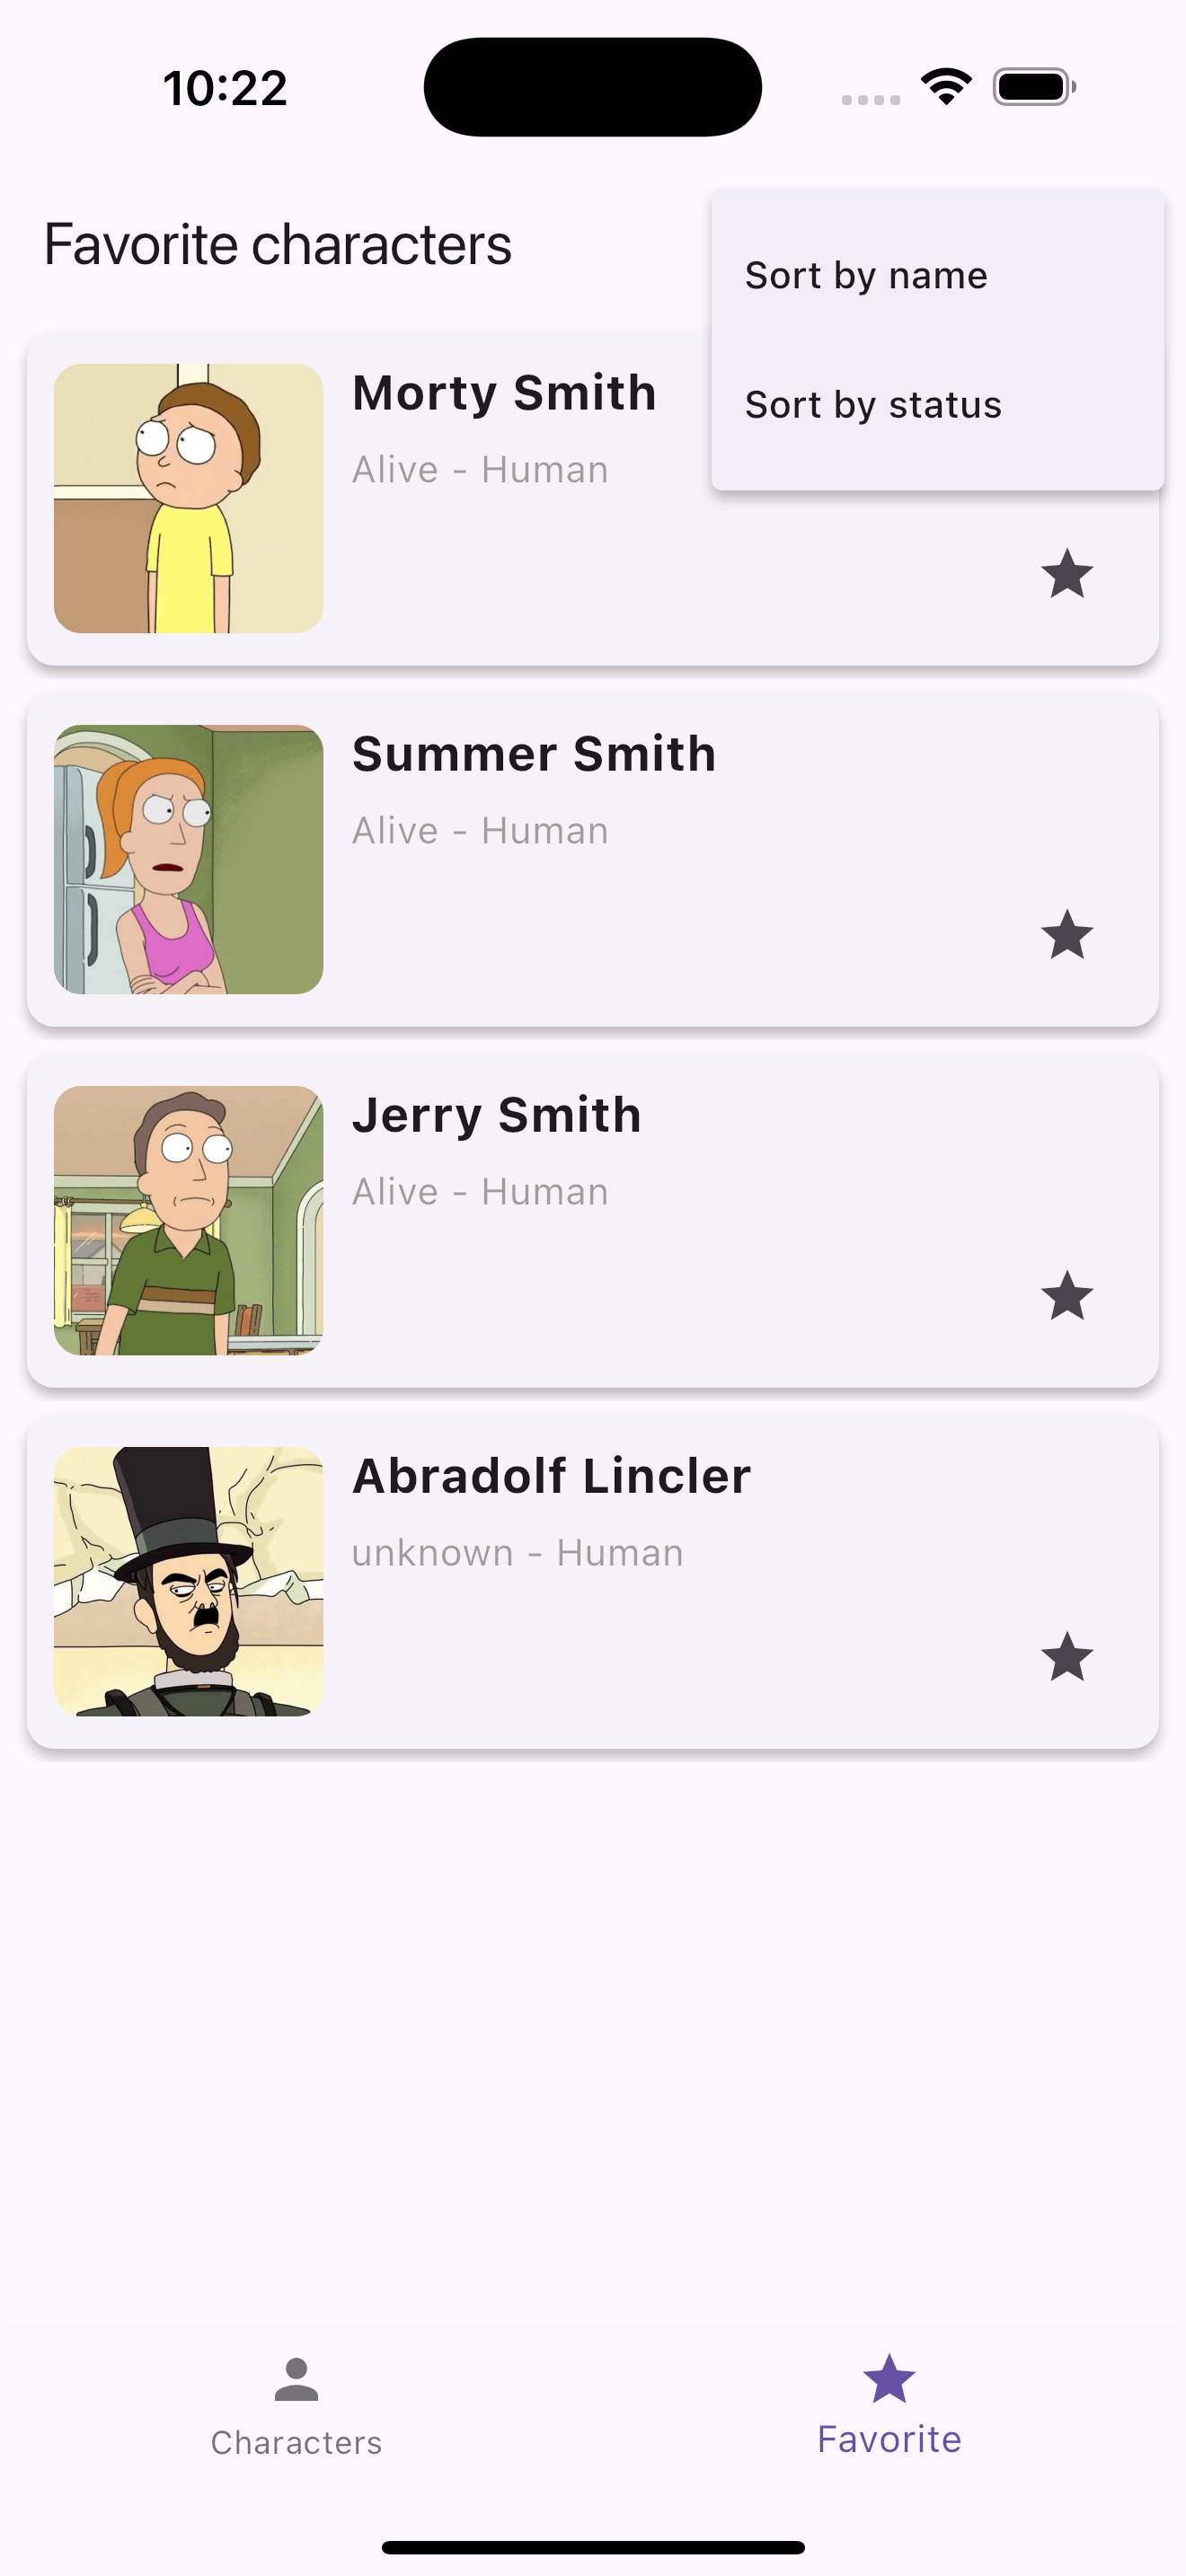 10:22
Favorite characters
Sort by name
Sort by status
Morty Smith
Alive - Human
Summer Smith
Alive - Human
Jerry Smith
Alive - Human
Abradolf Lincler
unknown - Human
Characters
Favorite